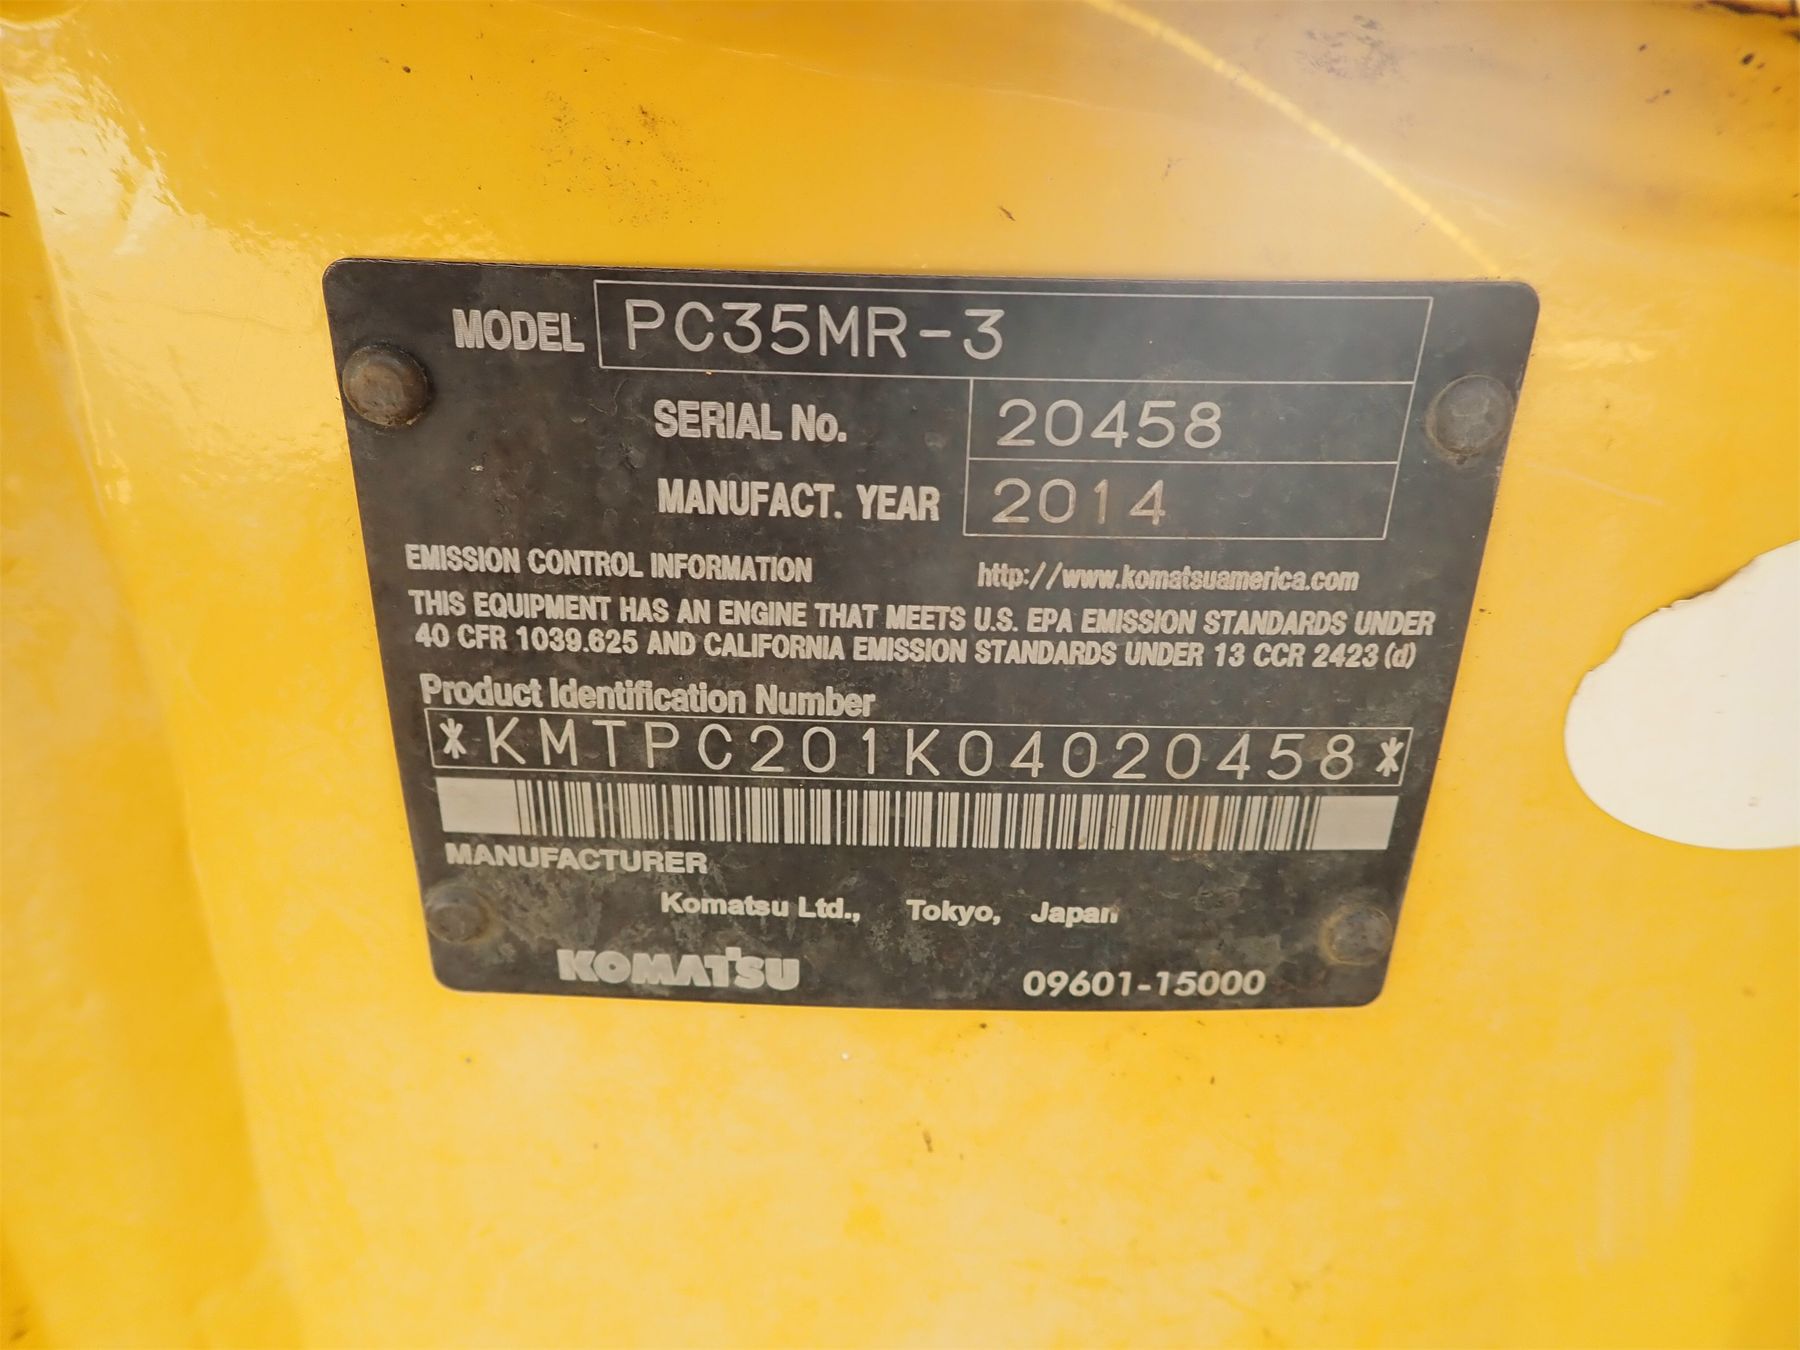 MODEL PC35MR-3
SERIAL No. 20458
MANUFACT. YEAR 2014
EMISSION CONTROL INFORMATION http://www.komatsuamerica.com
THIS EQUIPMENT HAS AN ENGINE THAT MEETS U.S. EPA EMISSION STANDARDS UNDER
40 CFR 1039.625 AND CALIFORNIA EMISSION STANDARDS UNDER 13 CCR 2423 (d)
Product Identification Number
*KMTPC201K04020458*
MANUFACTURER
Komatsu Ltd., Tokyo, Japan
KOMATSU 09601-15000